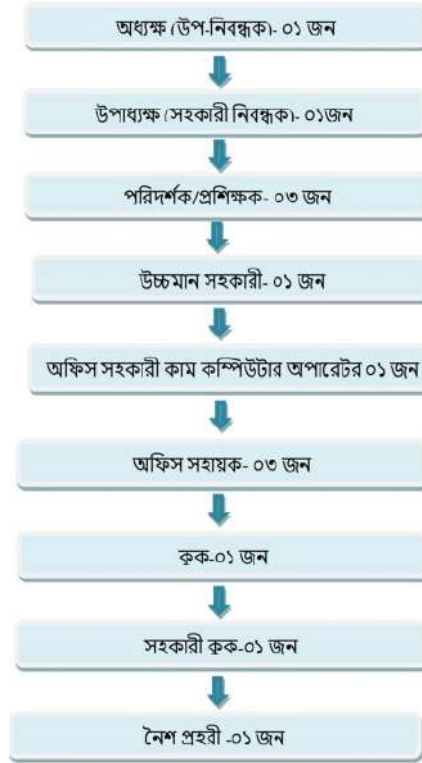 অধ্যক্ষ (উপ-নিবন্ধক)- ০১ জন
উপাধ্যক্ষ (সহকারী নিবন্ধক)- ০১জন
পরিদর্শক/প্রশিক্ষক- ০৩ জন
উচ্চমান সহকারী- ০১ জন
অফিস সহকারী কাম কম্পিউটার অপারেটর ০১ জন
অফিস সহায়ক- ০৩ জন
কূক-০১ জন
সহকারী কূক-০১ জন
নৈশ প্রহরী -০১ জন